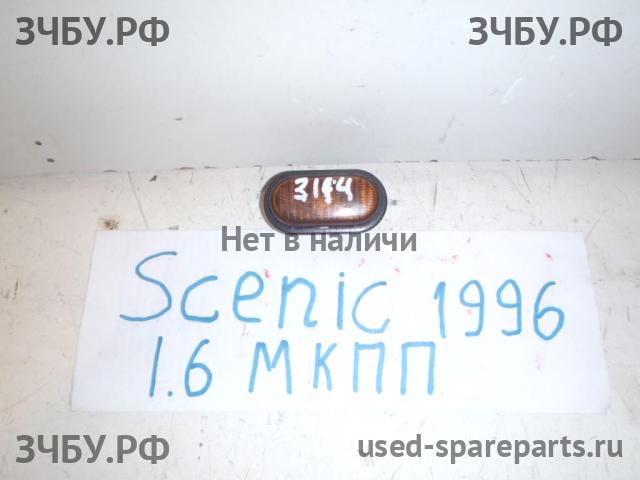 ЗЧБУ.РФ ЗЧБУ.РФ
3144
Нет в наличи
Scenic 1996
1.6 МКПП
ЗЧБУ.РФ used-spareparts.ru